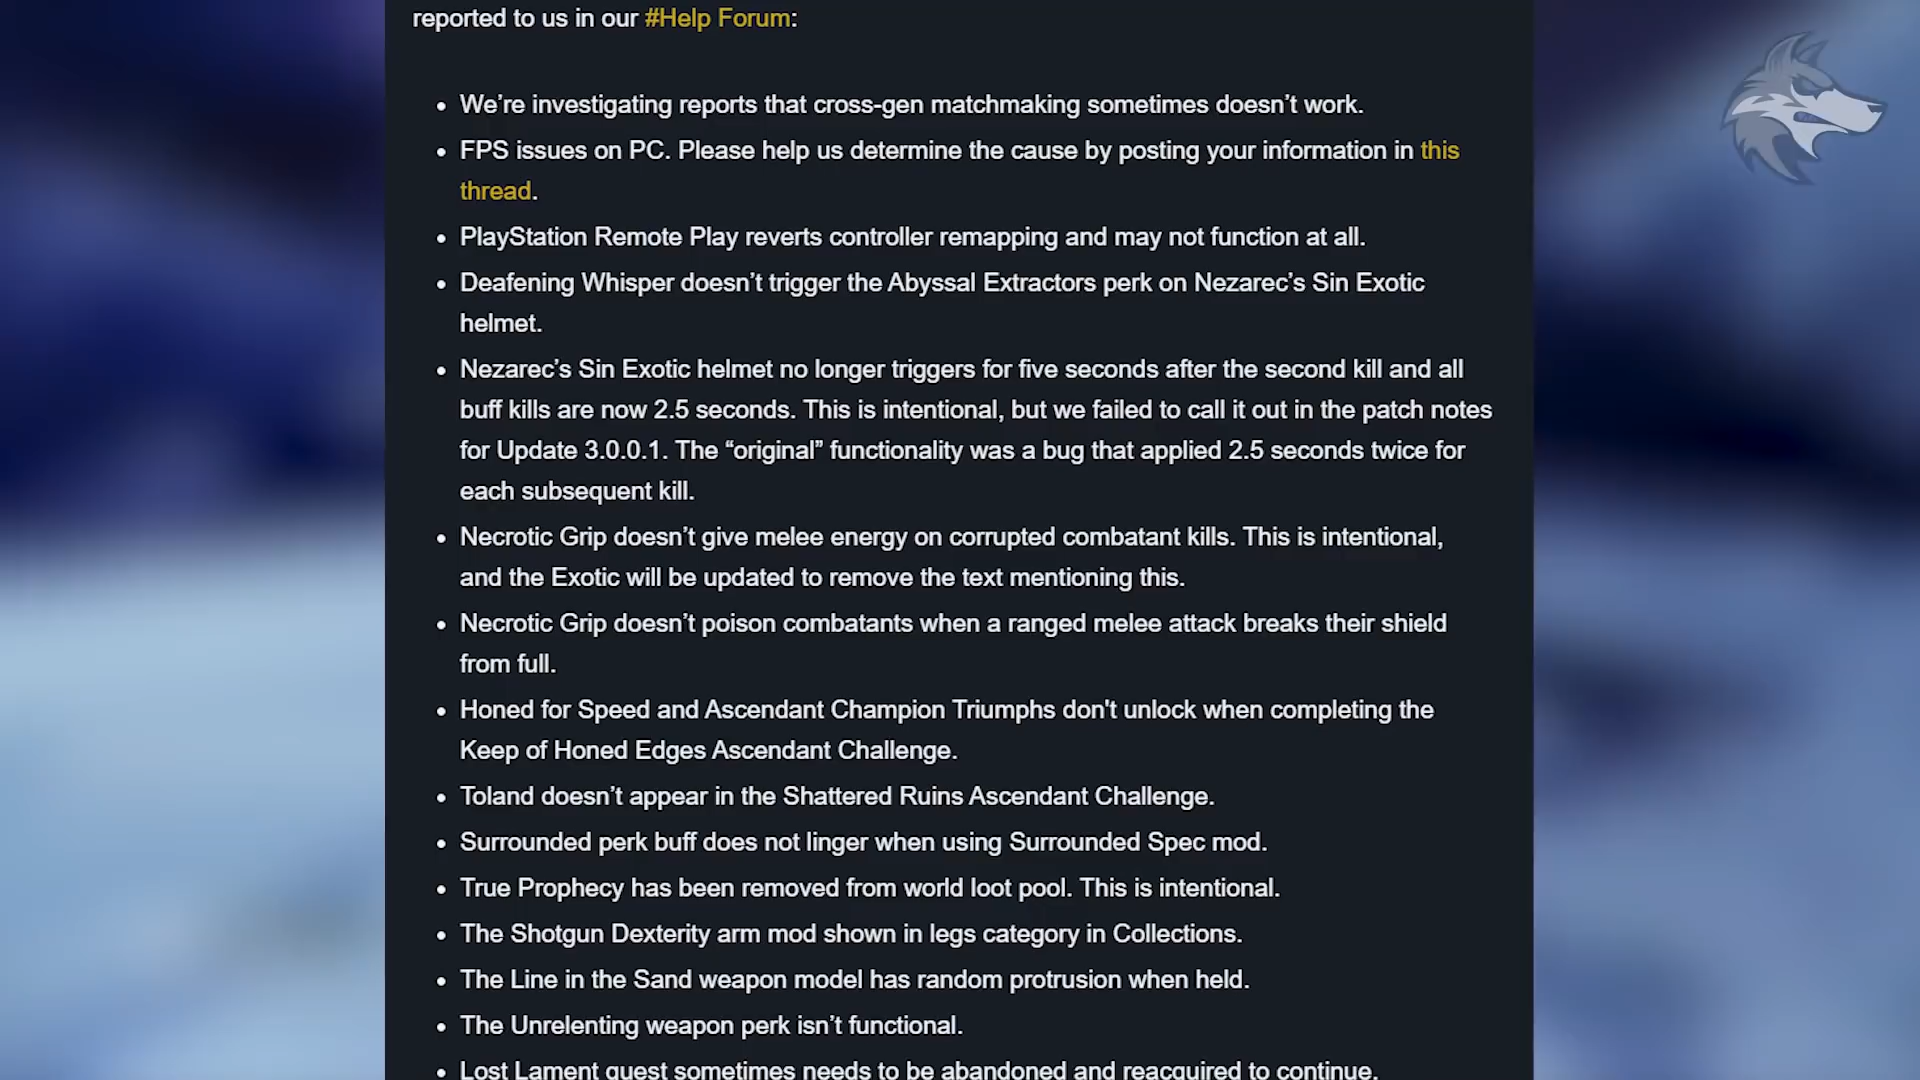 reported to us in our #Help Forum:
We’re investigating reports that cross-gen matchmaking sometimes doesn’t work.
FPS issues on PC. Please help us determine the cause by posting your information in this
thread.
PlayStation Remote Play reverts controller remapping and may not function at all.
Deafening Whisper doesn’t trigger the Abyssal Extractors perk on Nezarec’s Sin Exotic
helmet.
Nezarec’s Sin Exotic helmet no longer triggers for five seconds after the second kill and all
buff kills are now 2.5 seconds. This is intentional, but we failed to call it out in the patch notes
for Update 3.0.0.1. The “original” functionality was a bug that applied 2.5 seconds twice for
each subsequent kill.
Necrotic Grip doesn’t give melee energy on corrupted combatant kills. This is intentional,
and the Exotic will be updated to remove the text mentioning this.
Necrotic Grip doesn’t poison combatants when a ranged melee attack breaks their shield
from full.
Honed for Speed and Ascendant Champion Triumphs don't unlock when completing the
Keep of Honed Edges Ascendant Challenge.
Toland doesn’t appear in the Shattered Ruins Ascendant Challenge.
Surrounded perk buff does not linger when using Surrounded Spec mod.
True Prophecy has been removed from world loot pool. This is intentional.
The Shotgun Dexterity arm mod shown in legs category in Collections.
The Line in the Sand weapon model has random protrusion when held.
The Unrelenting weapon perk isn’t functional.
Lost Lament quest sometimes needs to be abandoned and reacquired to continue.